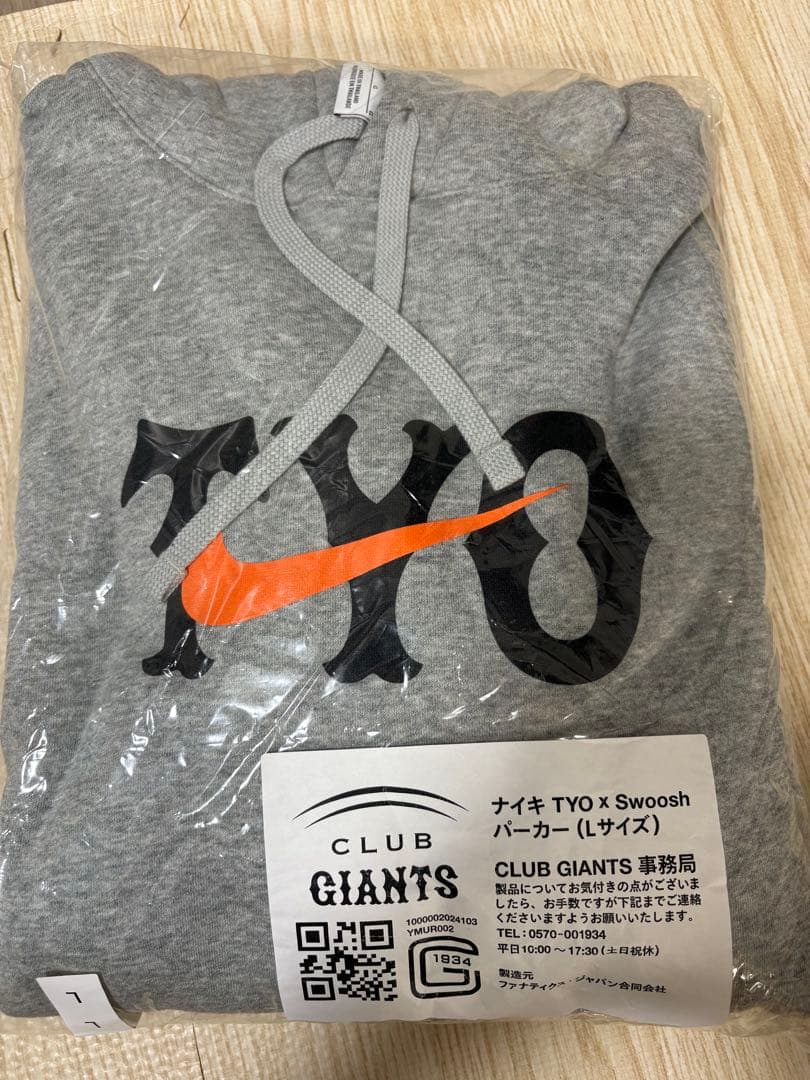 MADE IN THAILAND
TYO
CLUB
GIANTS
ナイキ TYO x Swoosh
パーカー (Lサイズ)
CLUB GIANTS 事務局
製品についてお気付きの点がございま
したら、お手数ですが下記までご連絡
くださいますようお願いいたします。
TEL:0570-001934
平日10:00~17:30(土日祝休)
製造元
ファナティクス・ジャパン合同会社
1000002024103
YMUR002
G
1934
L
L